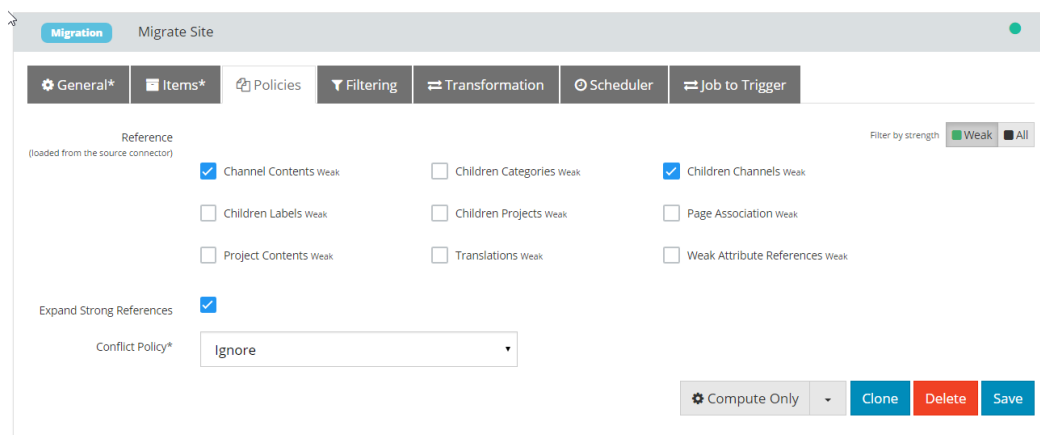 Migration Migrate Site
General* Items* Policies Filtering Transformation Scheduler Job to Trigger
Reference
(loaded from the source connector)
Filter by strength Weak All
Channel Contents Weak Children Categories Weak Children Channels Weak
Children Labels Weak Children Projects Weak Page Association Weak
Project Contents Weak Translations Weak Weak Attribute References Weak
Expand Strong References
Conflict Policy* Ignore
Compute Only Clone Delete Save